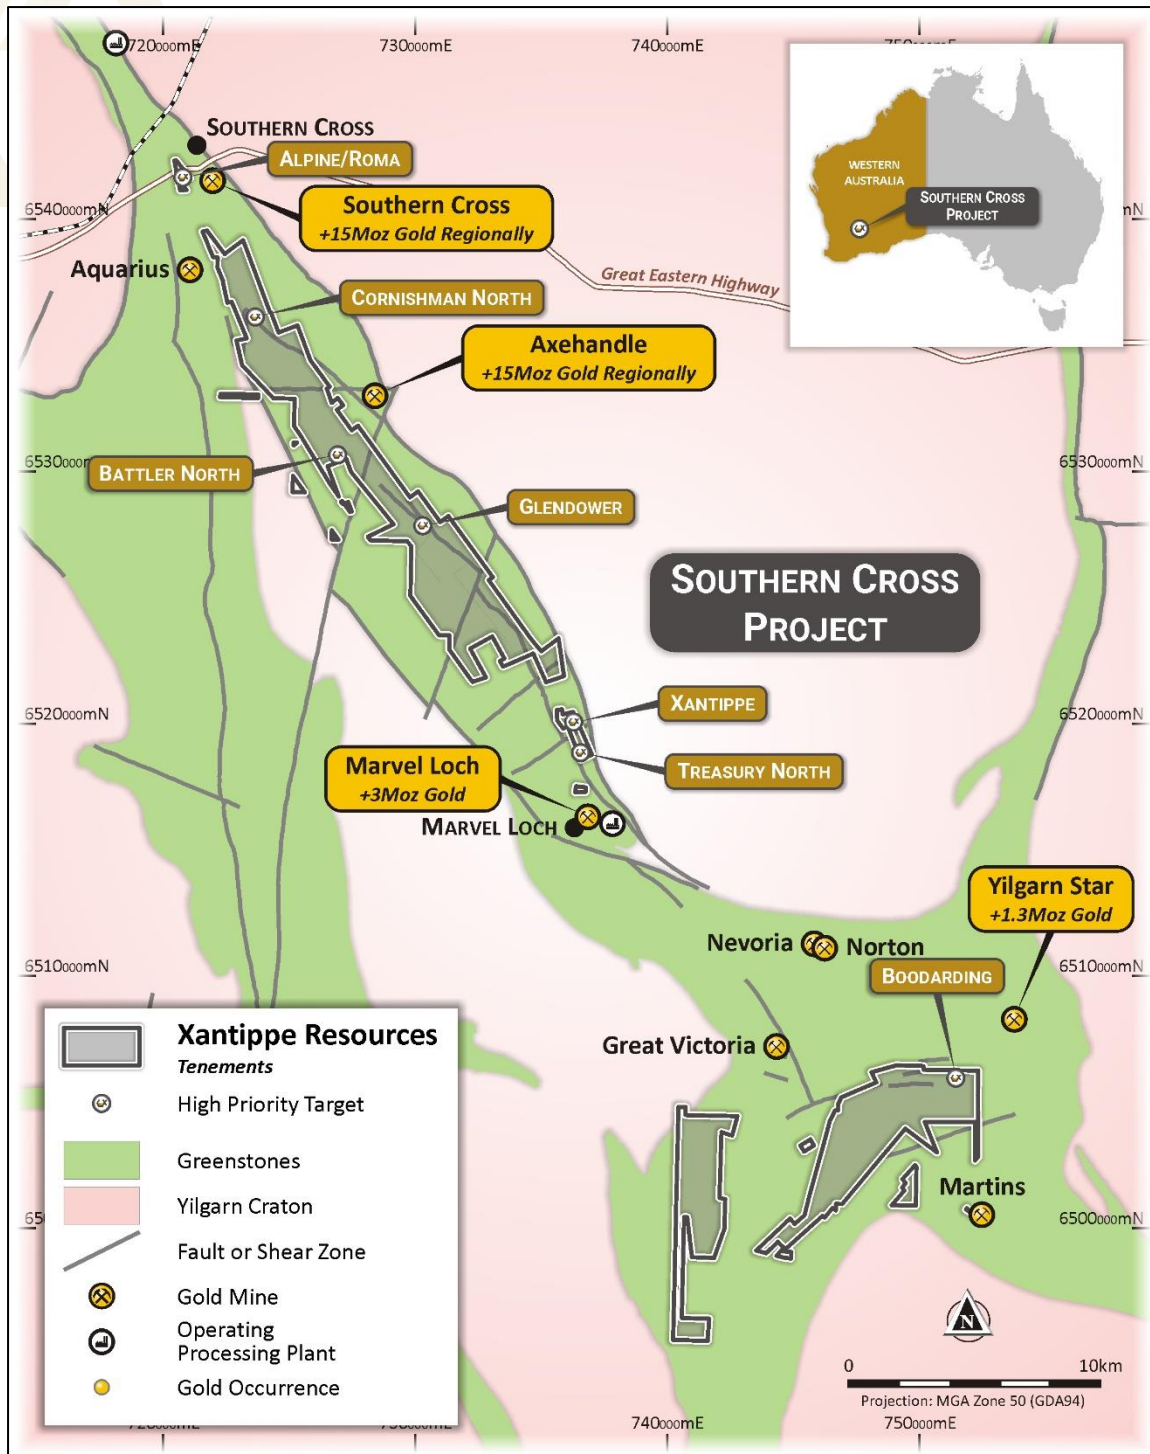 720000mE
730000mE
740000mE
750000mE
SOUTHERN CROSS
ALPINE/ROMA
WESTERN
AUSTRALIA
SOUTHERN CROSS
PROJECT
6540000mN
Southern Cross
+15Moz Gold Regionally
Aquarius
Great Eastern Highway
CORNISHMAN NORTH
Axehandle
+15Moz Gold Regionally
6530000mN
BATTLER NORTH
6530000mN
GLENDOWER
SOUTHERN CROSS
PROJECT
6520000mN
XANTIPPE
6520000mN
TREASURY NORTH
Marvel Loch
+3Moz Gold
MARVEL LOCH
Yilgarn Star
+1.3Moz Gold
Nevoria
Norton
6510000mN
BOODARDING
6510000mN
Great Victoria
Xantippe Resources
Tenements
High Priority Target
Greenstones
Yilgarn Craton
Fault or Shear Zone
Gold Mine
Operating
Processing Plant
Gold Occurrence
Martins
6500000mN
N
0 10km
Projection: MGA Zone 50 (GDA94)
740000mE
750000mE